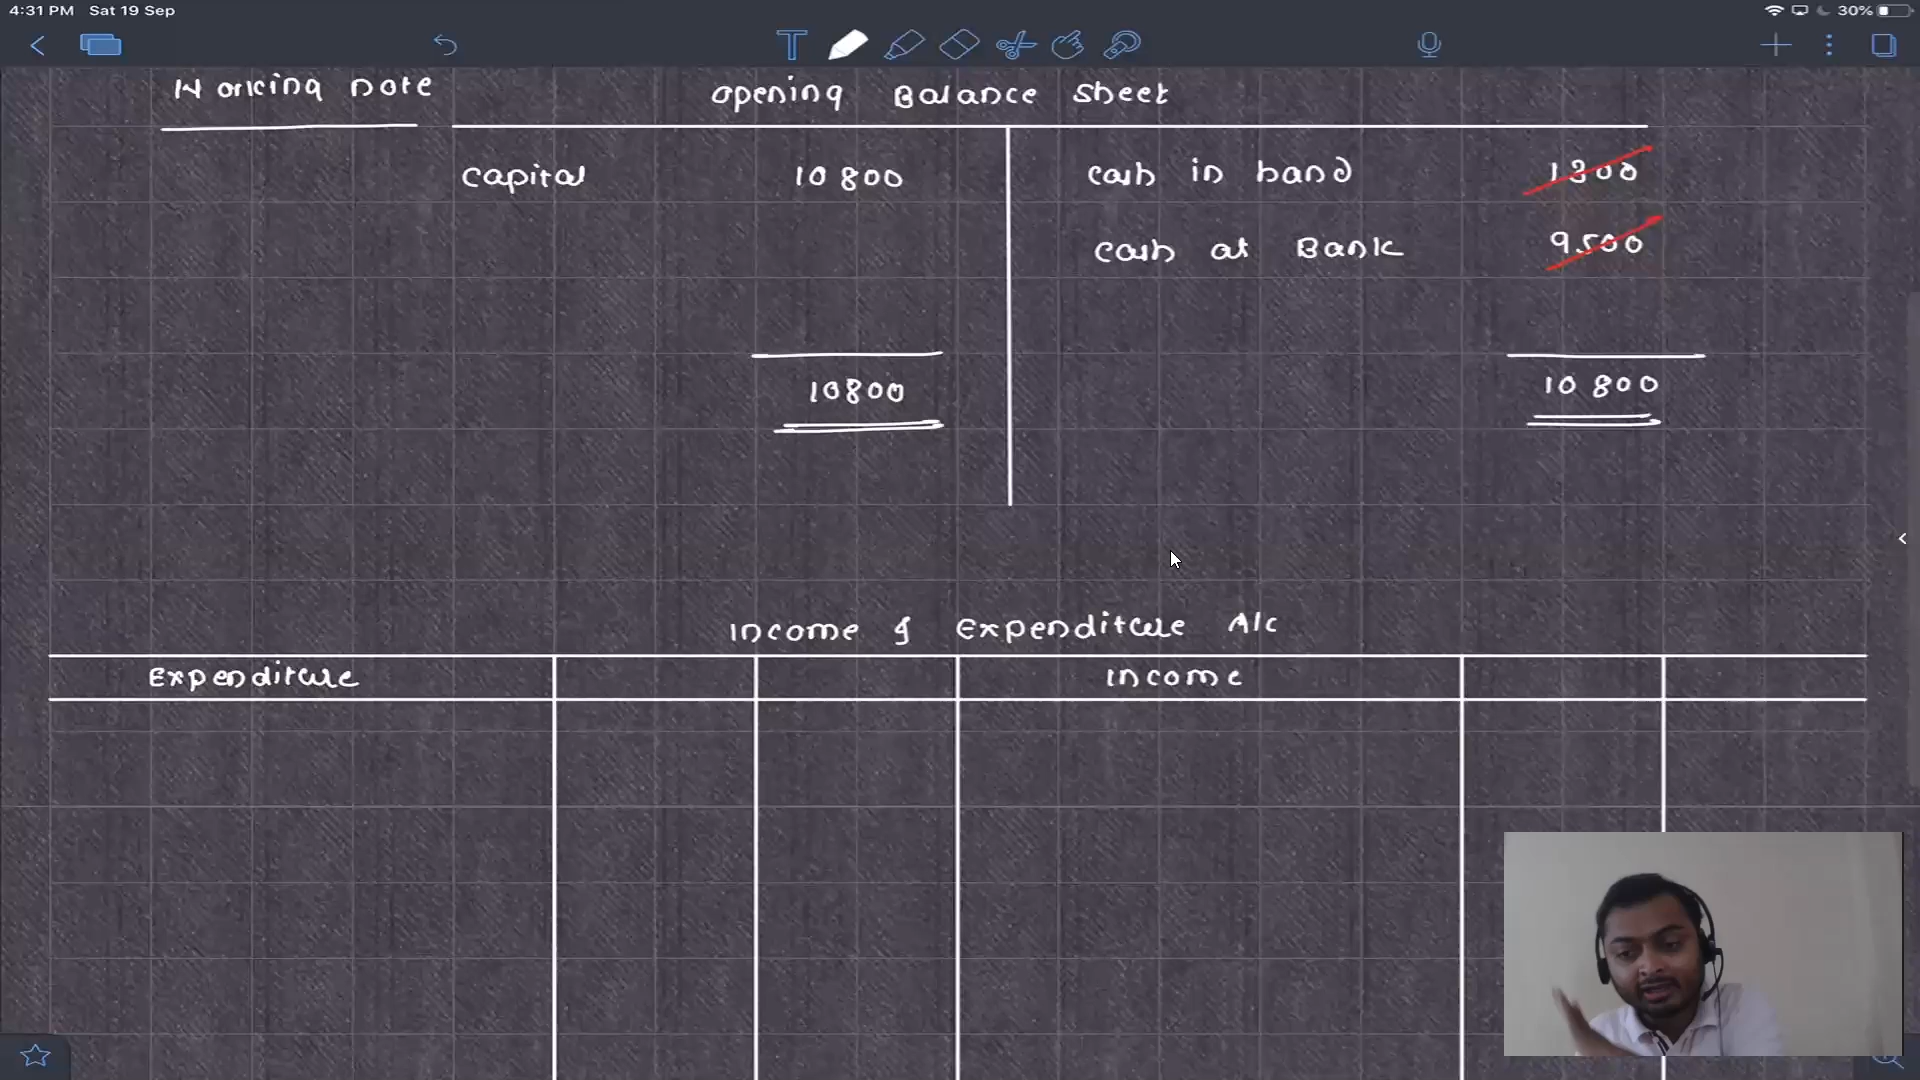 4:31 PM Sat 19 Sep
30%
T
Working Note
Opening Balance Sheet
Capital 10 800 cash in hand 1300
cash at Bank 9500
10800 10 800
Income & Expenditure A/c
Expenditure Income